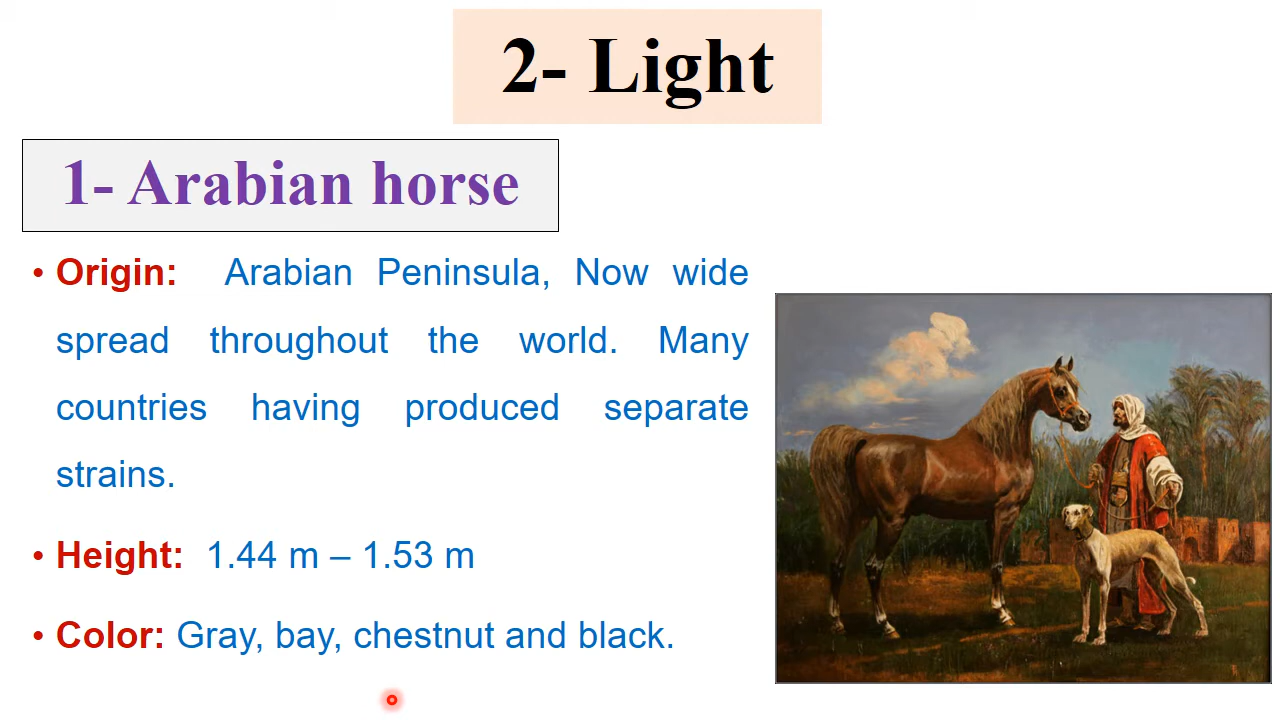 2- Light
1- Arabian horse
• Origin: Arabian Peninsula, Now wide
spread throughout the world. Many
countries having produced separate
strains.
• Height: 1.44 m – 1.53 m
• Color: Gray, bay, chestnut and black.